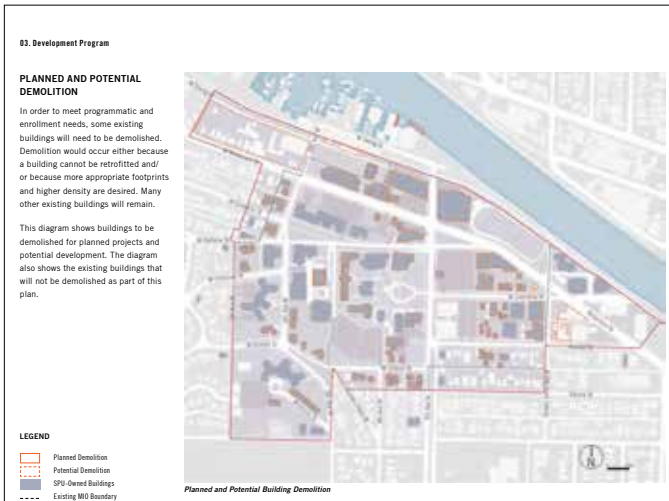 03. Development Program
PLANNED AND POTENTIAL
DEMOLITION
In order to meet programmatic and
enrollment needs, some existing
buildings will need to be demolished.
Demolition would occur either because
a building cannot be retrofitted and/
or because more appropriate footprints
and higher density are desired. Many
other existing buildings will remain.
This diagram shows buildings to be
demolished for planned projects and
potential development. The diagram
also shows the existing buildings that
will not be demolished as part of this
plan.
LEGEND
Planned Demolition
Potential Demolition
SPU-Owned Buildings
Existing MIO Boundary
N
Planned and Potential Building Demolition